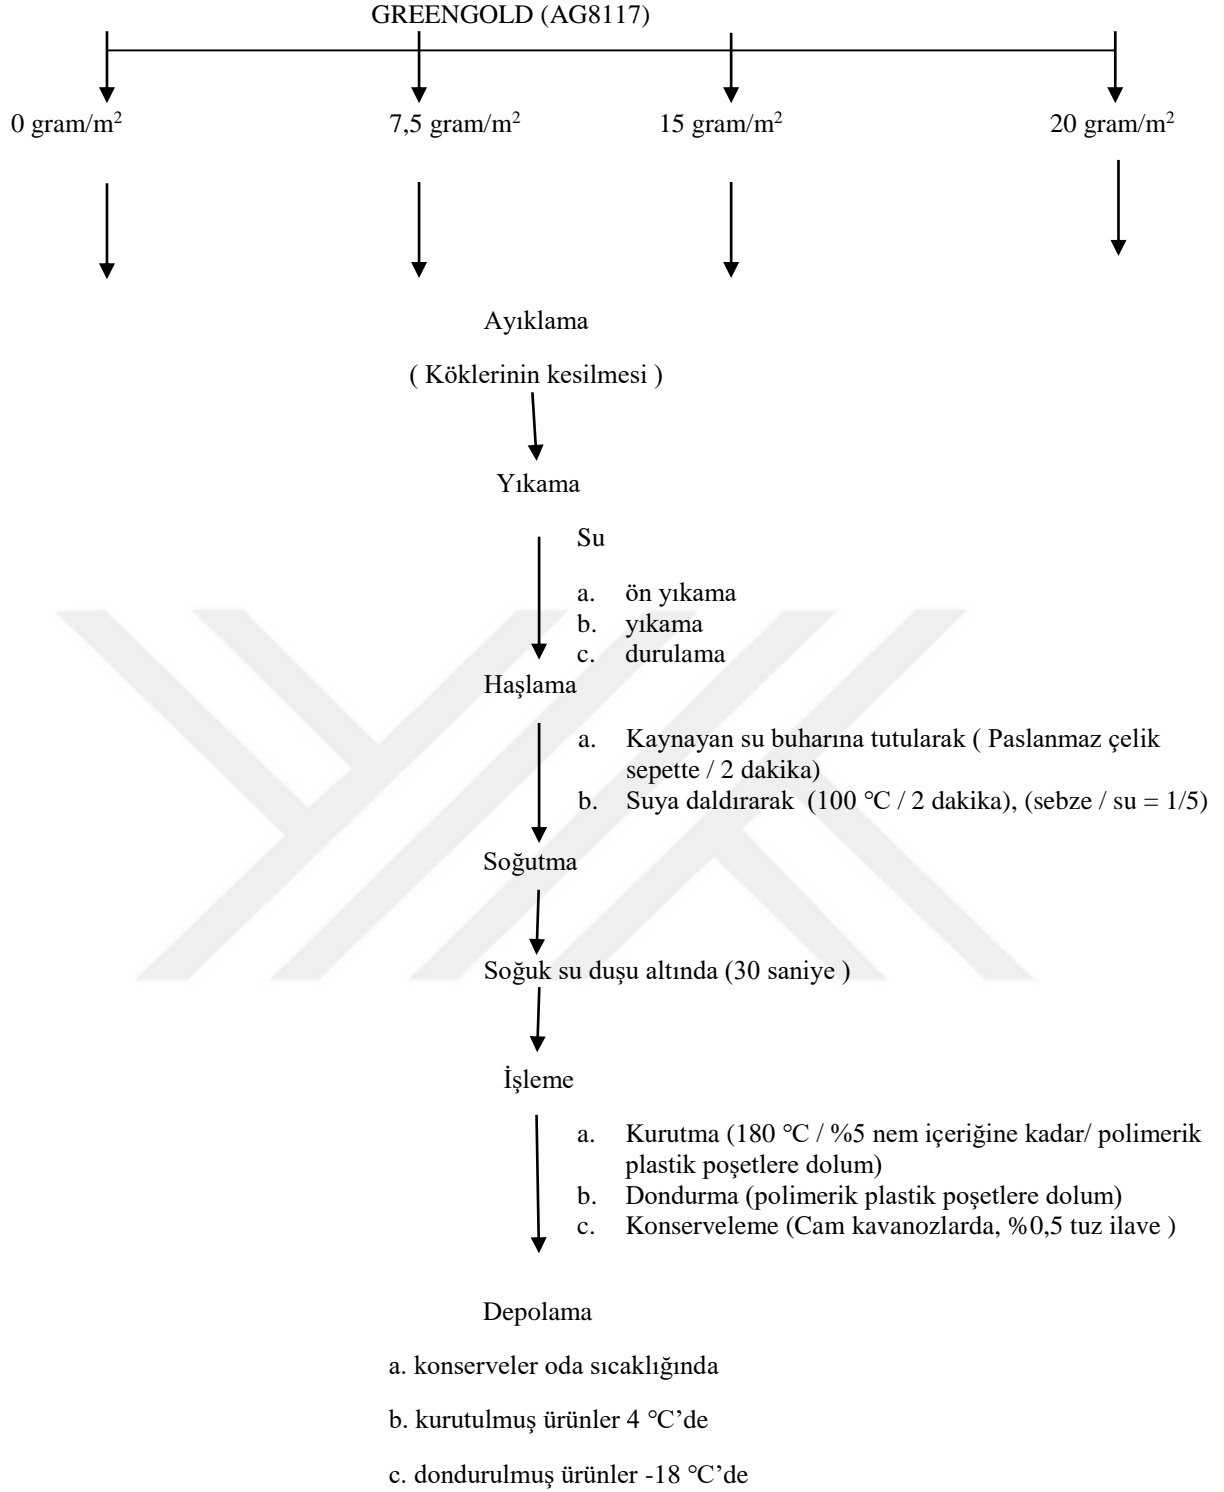 GREENGOLD (AG8117)
0 gram/m²
7,5 gram/m²
15 gram/m²
20 gram/m²
Ayıklama
( Köklerinin kesilmesi )
Yıkama
Su
a. ön yıkama
b. yıkama
c. durulama
Haşlama
a. Kaynayan su buharına tutularak ( Paslanmaz çelik
sepette / 2 dakika)
b. Suya daldırarak (100 °C / 2 dakika), (sebze / su = 1/5)
Soğutma
Soğuk su duşu altında (30 saniye )
İşleme
a. Kurutma (180 °C / %5 nem içeriğine kadar/ polimerik
plastik poşetlere dolum)
b. Dondurma (polimerik plastik poşetlere dolum)
c. Konserveleme (Cam kavanozlarda, %0,5 tuz ilave )
Depolama
a. konserveler oda sıcaklığında
b. kurutulmuş ürünler 4 °C’de
c. dondurulmuş ürünler -18 °C’de